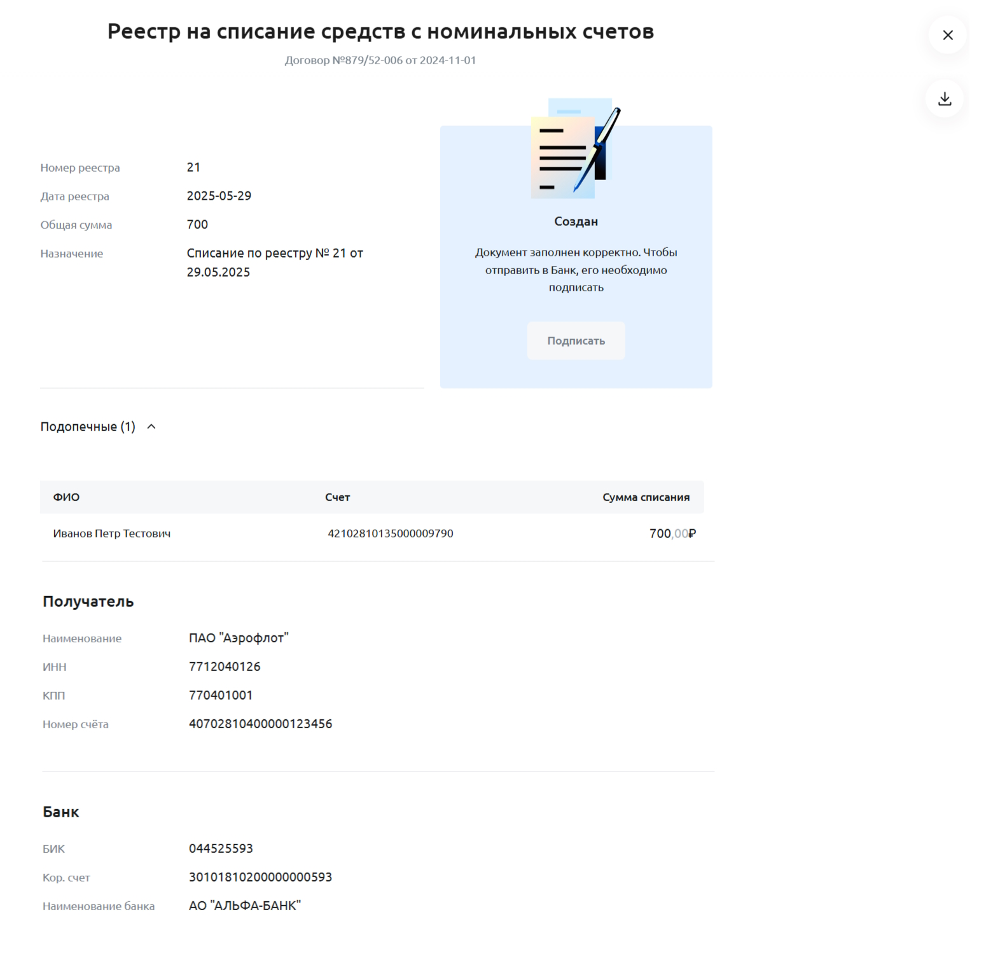 Реестр на списание средств с номинальных счетов
Договор №879/52-006 от 2024-11-01
Номер реестра 21
Дата реестра 2025-05-29
Общая сумма 700
Назначение Списание по реестру № 21 от
29.05.2025
Создан
Документ заполнен корректно. Чтобы
отправить в Банк, его необходимо
подписать
Подписать
Подопечные (1)
ФИО Счет Сумма списания
Иванов Петр Тестович 42102810135000009790 700,00₽
Получатель
Наименование ПАО "Аэрофлот"
ИНН 7712040126
КПП 770401001
Номер счёта 40702810400000123456
Банк
БИК 044525593
Кор. счет 30101810200000000593
Наименование банка АО "АЛЬФА-БАНК"